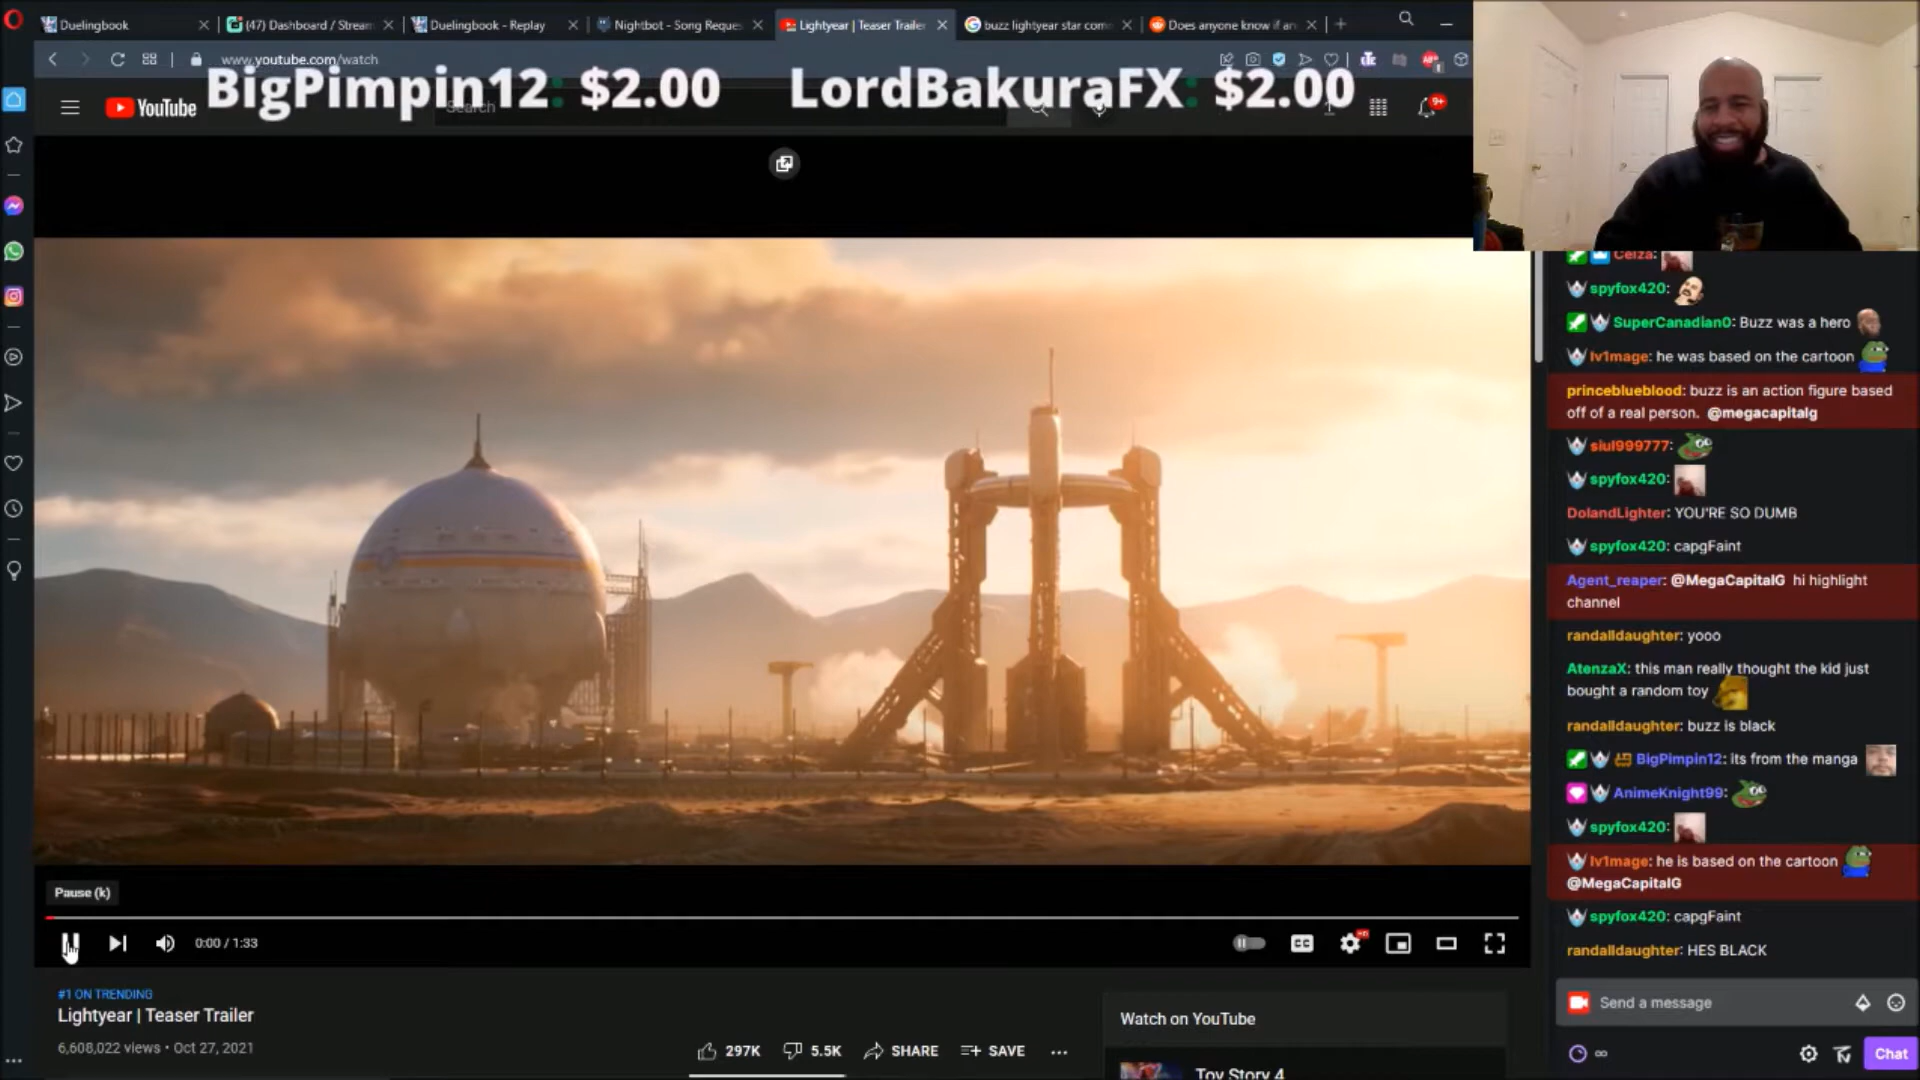 Duelingbook
(47) Dashboard / Stream
Duelingbook - Replay
Nightbot - Song Reques
Lightyear | Teaser Trailer
buzz lightyear star com
Does anyone know if an
www.youtube.com/watch
BigPimpin12: $2.00 LordBakuraFX: $2.00
YouTube
Search
9+
Celza:
spyfox420:
SuperCanadian0: Buzz was a hero
lv1mage: he was based on the cartoon
princeblueblood: buzz is an action figure based
off of a real person. @megacapitalg
siul999777:
spyfox420:
DolandLighter: YOU'RE SO DUMB
spyfox420: capgFaint
Agent_reaper: @MegaCapitalG hi highlight
channel
randalldaughter: yooo
AtenzaX: this man really thought the kid just
bought a random toy
randalldaughter: buzz is black
BigPimpin12: its from the manga
AnimeKnight99:
spyfox420:
lv1mage: he is based on the cartoon
@MegaCapitalG
spyfox420: capgFaint
randalldaughter: HES BLACK
Send a message
Chat
Pause (k)
0:00 / 1:33
CC
HD
#1 ON TRENDING
Lightyear | Teaser Trailer
6,608,022 views • Oct 27, 2021
297K
5.5K
SHARE
SAVE
Watch on YouTube
Toy Story 4